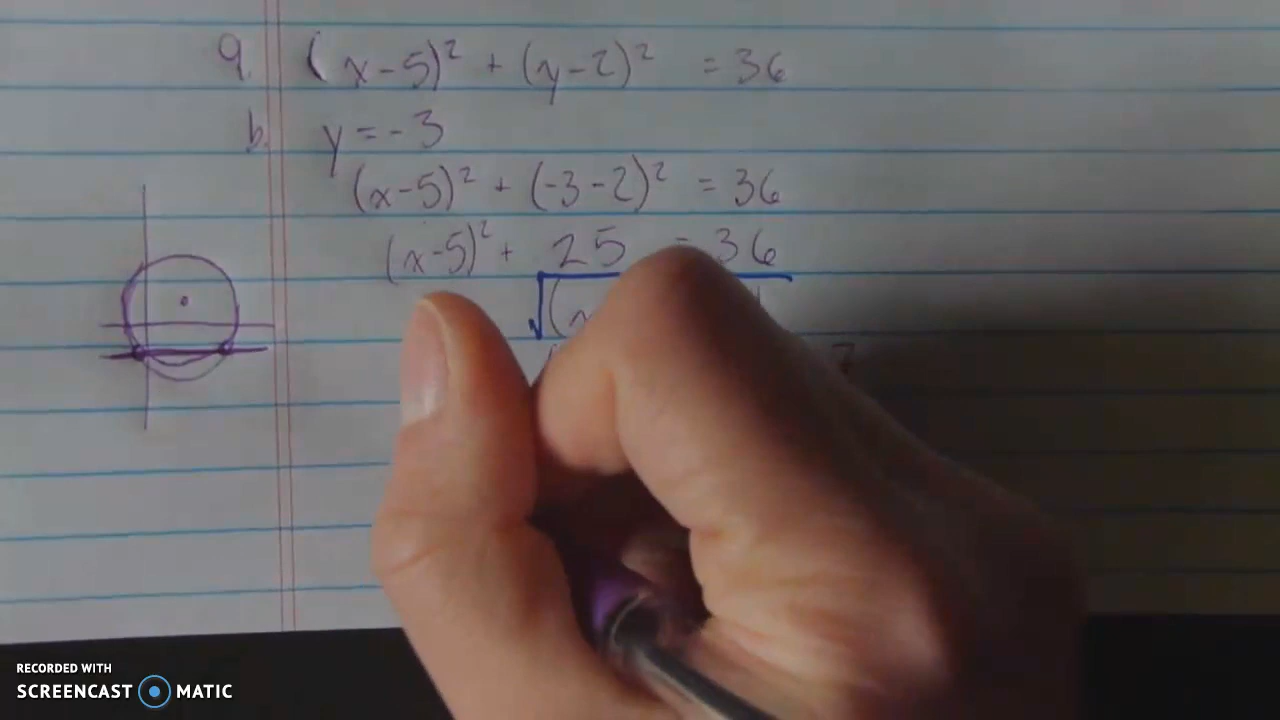 9. (x-5)² + (y-2)² = 36
b. y = -3
(x-5)² + (-3-2)² = 36
(x-5)² + 25 = 36
√(x
RECORDED WITH
SCREENCAST MATIC